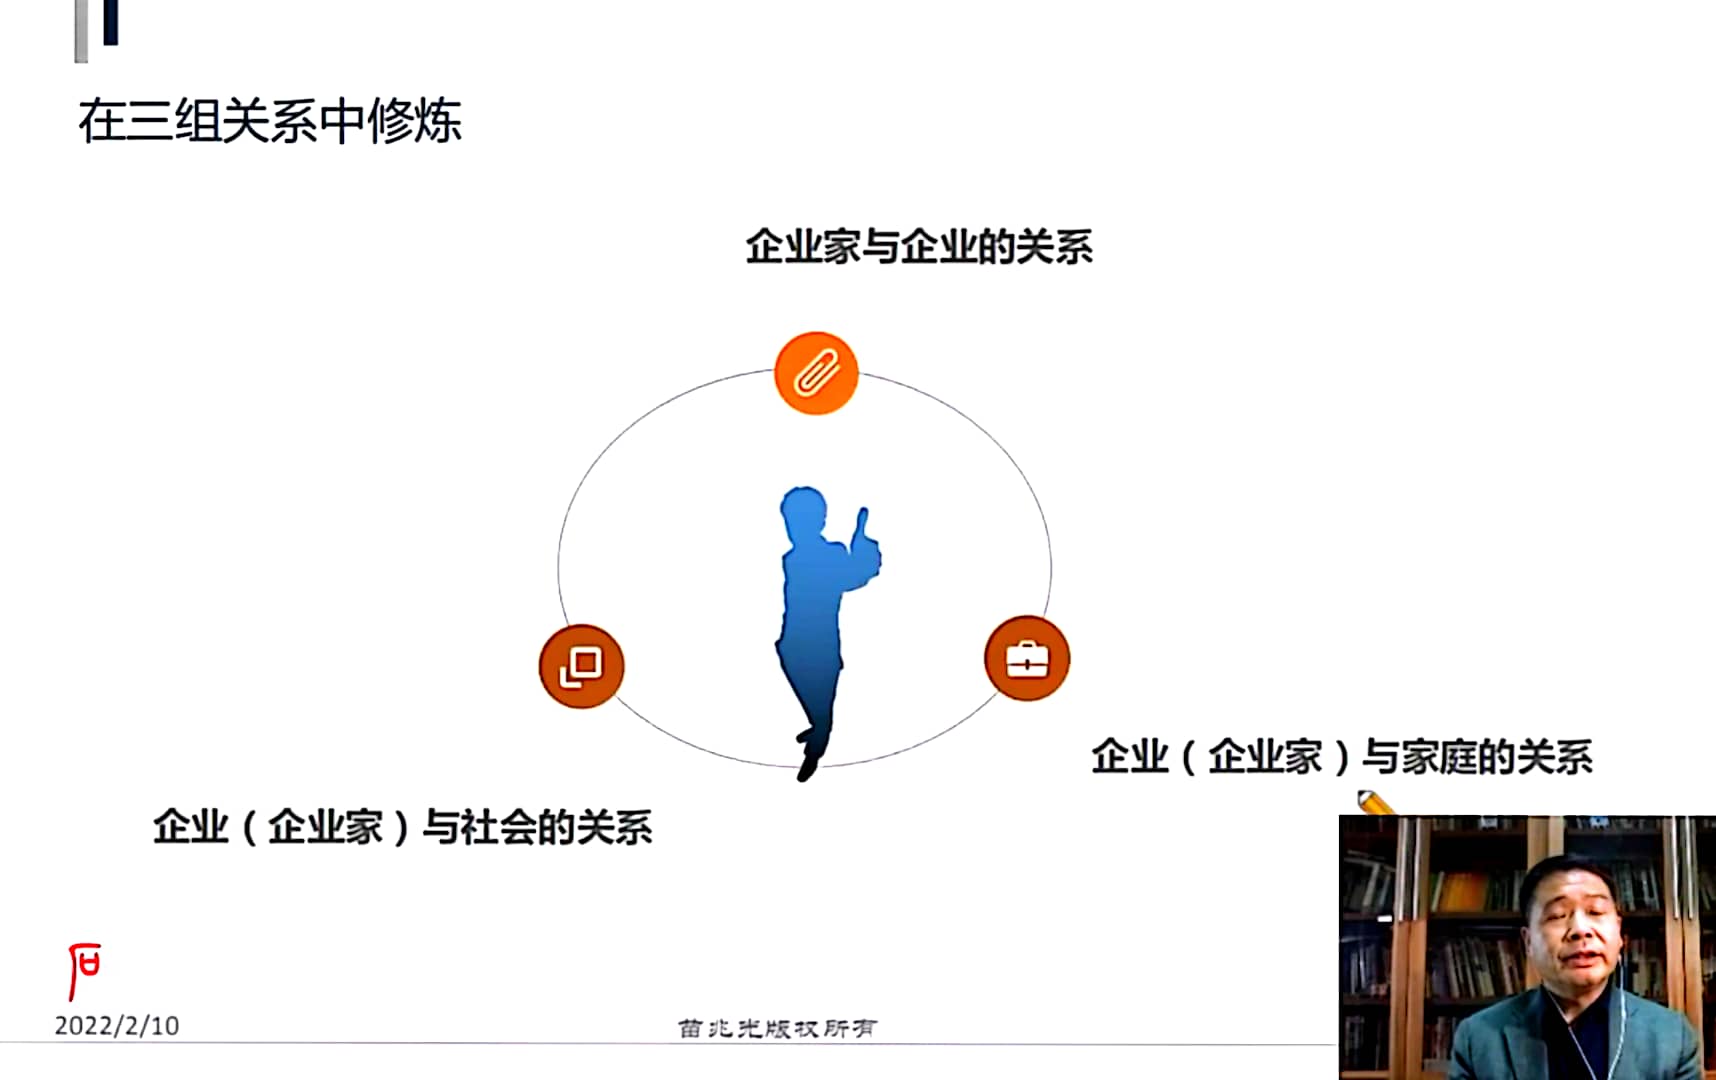 在三组关系中修炼
企业家与企业的关系
企业（企业家）与家庭的关系
企业（企业家）与社会的关系
2022/2/10
苗兆光版权所有